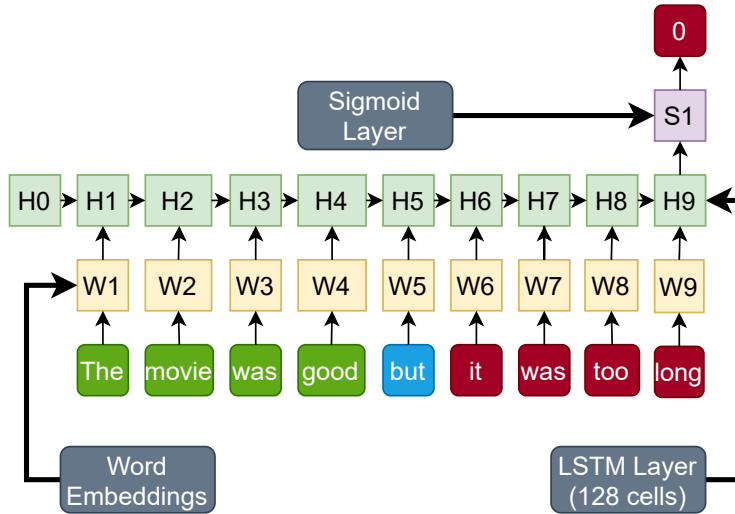 0
Sigmoid
Layer
S1
H0 H1 H2 H3 H4 H5 H6 H7 H8 H9
W1 W2 W3 W4 W5 W6 W7 W8 W9
The movie was good but it was too long
Word
Embeddings
LSTM Layer
(128 cells)